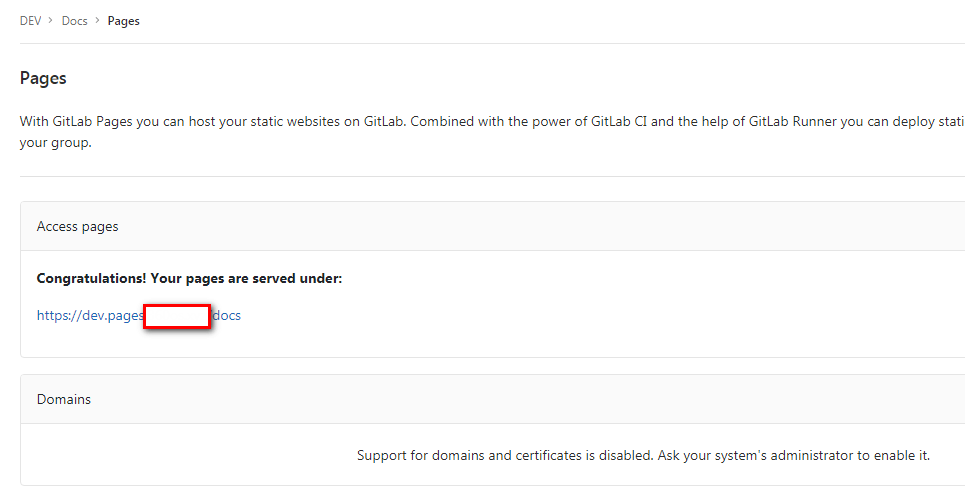 DEV > Docs > Pages
Pages
With GitLab Pages you can host your static websites on GitLab. Combined with the power of GitLab CI and the help of GitLab Runner you can deploy stati
your group.
Access pages
Congratulations! Your pages are served under:
https://dev.pages docs
Domains
Support for domains and certificates is disabled. Ask your system's administrator to enable it.